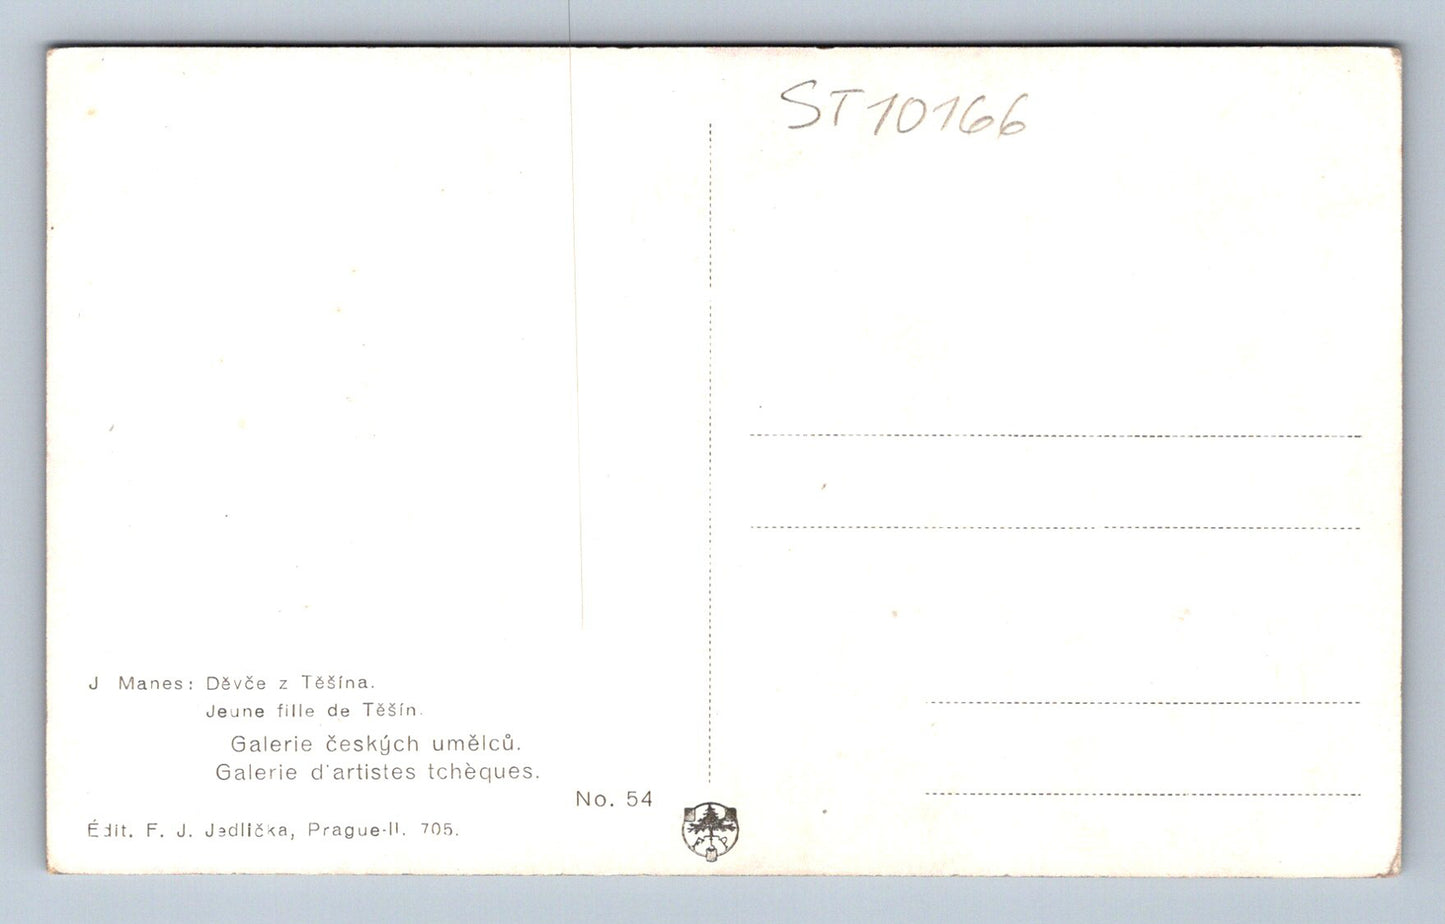 ST10166
J Manes: Děvče z Těšína.
Jeune fille de Těšín.
Galerie českých umělců.
Galerie d'artistes tchèques.
No. 54
Édit. F. J. Jedlička, Prague-II. 705.
F P